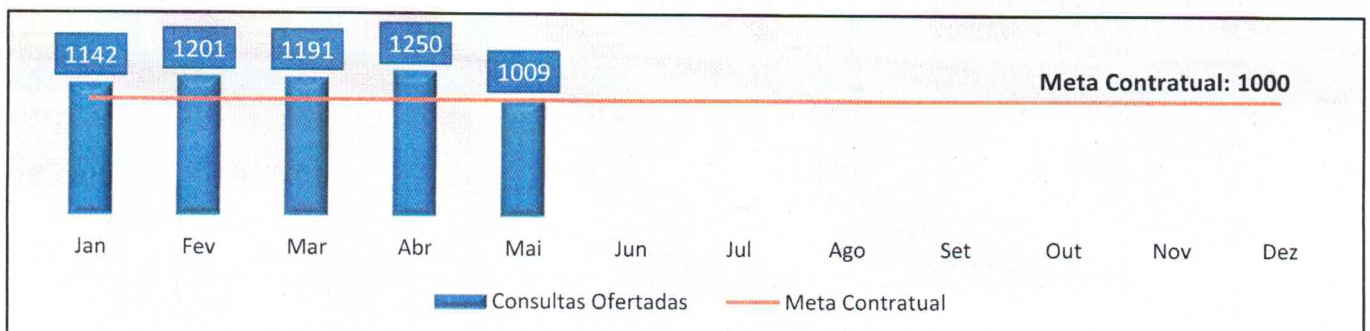 1142 1201 1191 1250 1009
Meta Contratual: 1000
Jan Fev Mar Abr Mai Jun Jul Ago Set Out Nov Dez
Consultas Ofertadas Meta Contratual